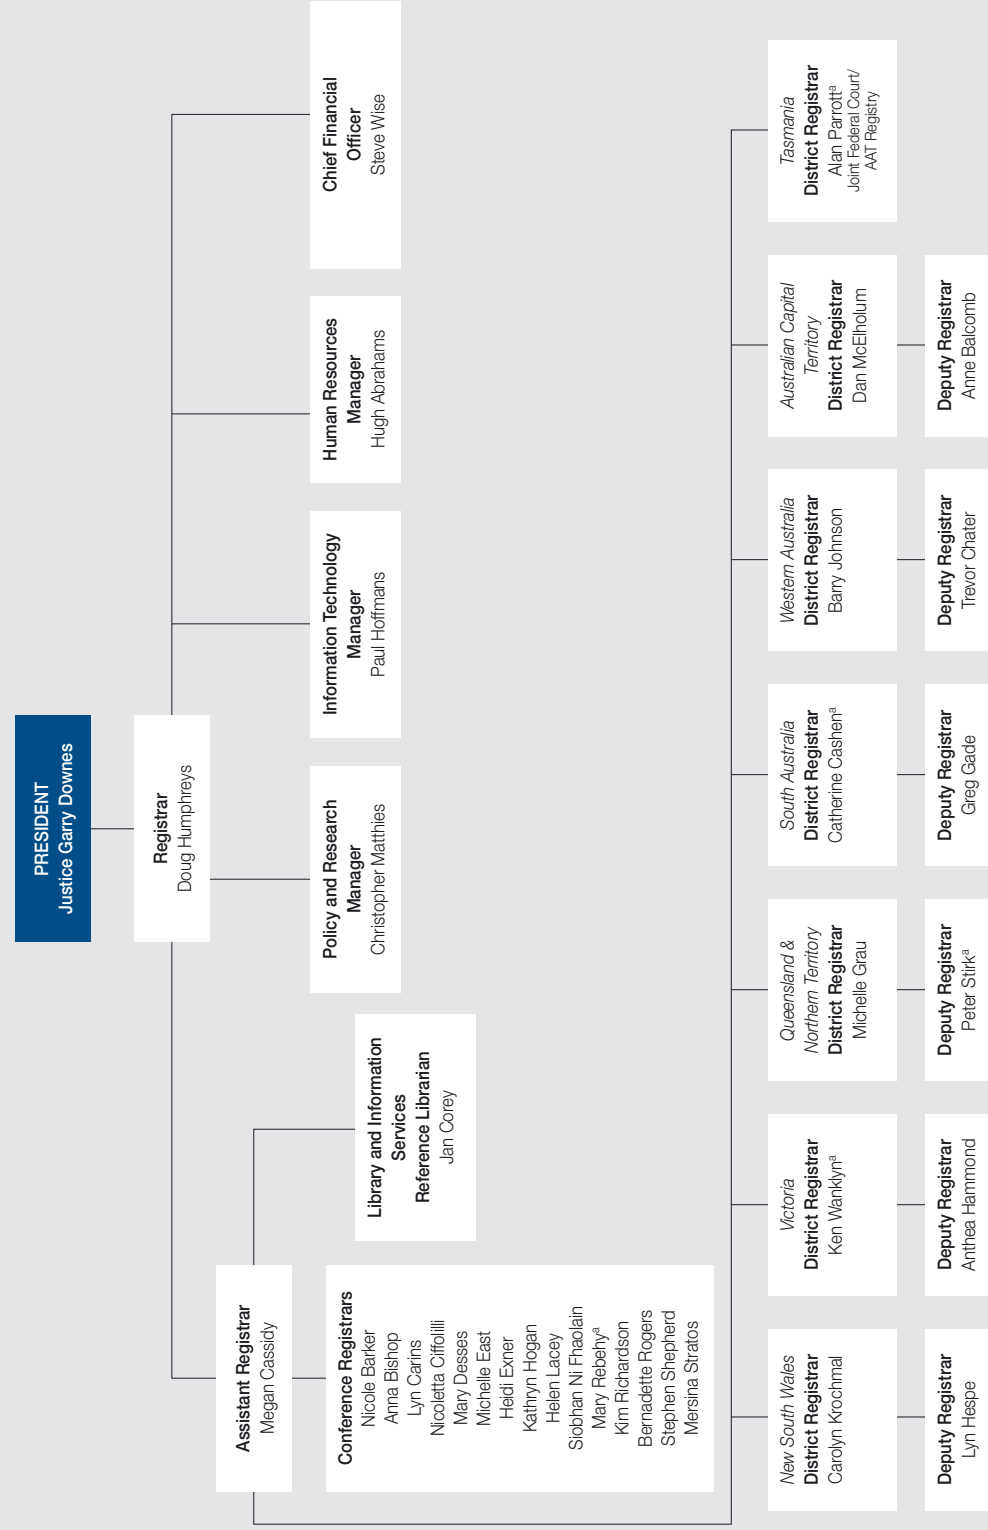 PRESIDENT
Justice Garry Downes
Registrar
Doug Humphreys
Assistant Registrar
Megan Cassidy
Conference Registrars
Nicole Barker
Anna Bishop
Lyn Carins
Nicoletta Ciffolilli
Mary Desses
Michelle East
Heidi Exner
Kathryn Hogan
Helen Lacey
Siobhan Ni Fhaolain
Mary Rebehyᵃ
Kim Richardson
Bernadette Rogers
Stephen Shepherd
Mersina Stratos
Library and Information
Services
Reference Librarian
Jan Corey
Policy and Research
Manager
Christopher Matthies
Information Technology
Manager
Paul Hoffmans
Human Resources
Manager
Hugh Abrahams
Chief Financial
Officer
Steve Wise
New South Wales
District Registrar
Carolyn Krochmal
Victoria
District Registrar
Ken Wanklynᵃ
Queensland &
Northern Territory
District Registrar
Michelle Grau
South Australia
District Registrar
Catherine Cashenᵃ
Western Australia
District Registrar
Barry Johnson
Australian Capital
Territory
District Registrar
Dan McElholum
Tasmania
District Registrar
Alan Parrottᵃ
Joint Federal Court/
AAT Registry
Deputy Registrar
Lyn Hespe
Deputy Registrar
Anthea Hammond
Deputy Registrar
Peter Stirkᵃ
Deputy Registrar
Greg Gade
Deputy Registrar
Trevor Chater
Deputy Registrar
Anne Balcomb